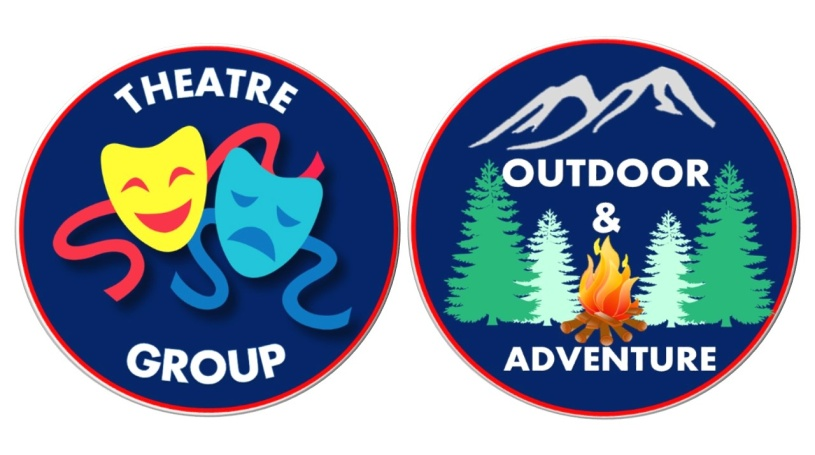 THEATRE
GROUP
OUTDOOR
&
ADVENTURE